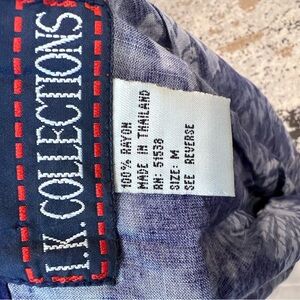 I.K. COLLECTIONS
100% RAYON
MADE IN THAILAND
RN: 51538
SIZE: M
SEE REVERSE